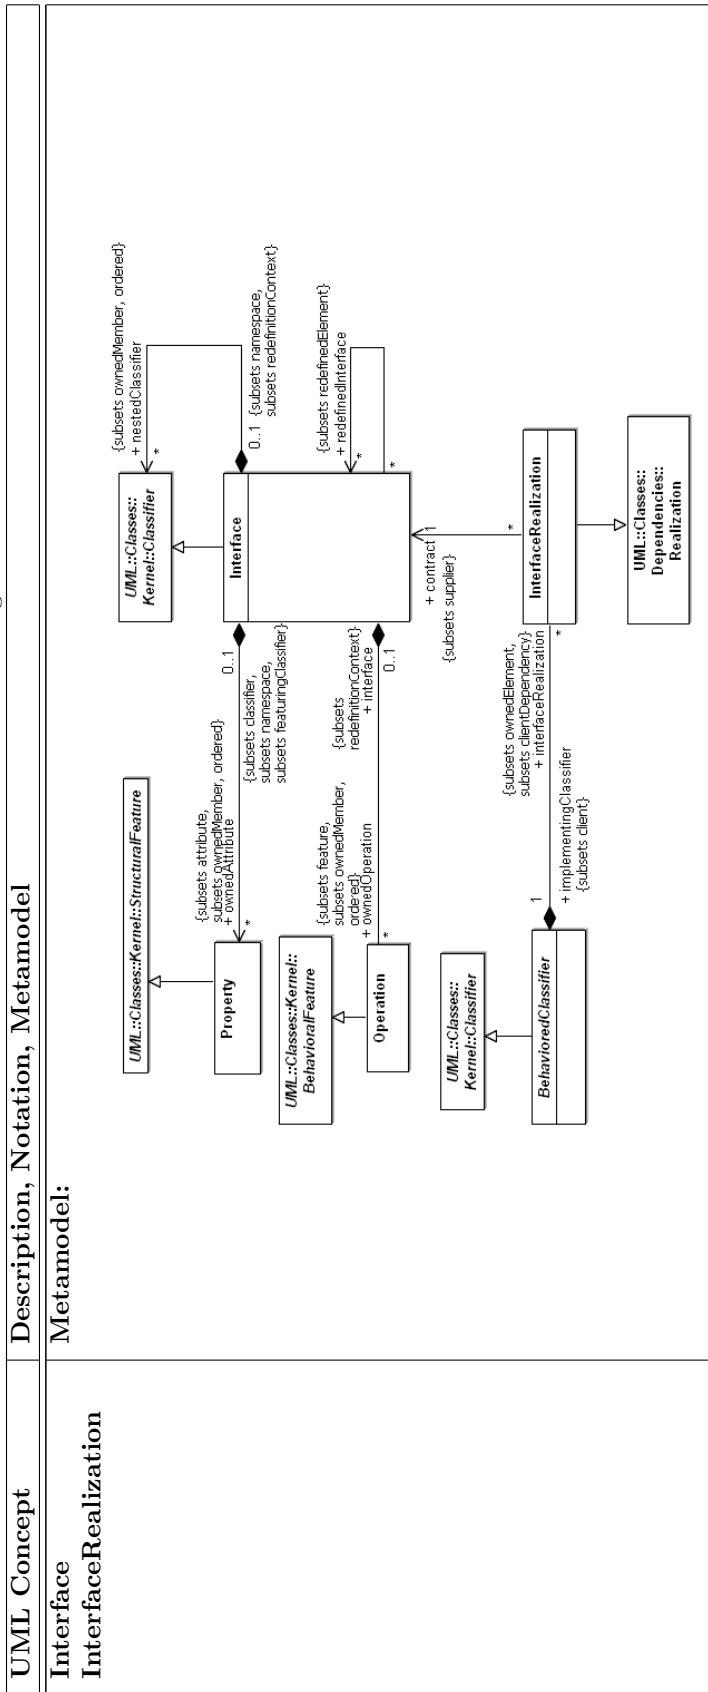 UML Concept
Description, Notation, Metamodel
Interface
InterfaceRealization
Metamodel:
UML::Classes::Kernel::StructuralFeature
Property
{subsets attribute,
subsets ownedMember, ordered}
+ ownedAttribute
*
0..1
{subsets classifier,
subsets namespace,
subsets featuringClassifier}
UML::Classes::
Kernel::Classifier
{subsets ownedMember, ordered}
+ nestedClassifier
*
Interface
0..1
{subsets namespace,
subsets redefinitionContext}
{subsets redefinedElement}
+ redefinedInterface
*
*
UML::Classes::Kernel::
BehavioralFeature
Operation
{subsets feature,
subsets ownedMember,
ordered}
+ ownedOperation
*
{subsets
redefinitionContext}
+ interface
0..1
+ contract
1
{subsets supplier}
*
UML::Classes::
Kernel::Classifier
BehavioredClassifier
1
+ implementingClassifier
{subsets client}
{subsets ownedElement,
subsets clientDependency}
+ interfaceRealization
*
InterfaceRealization
UML::Classes::
Dependencies::
Realization